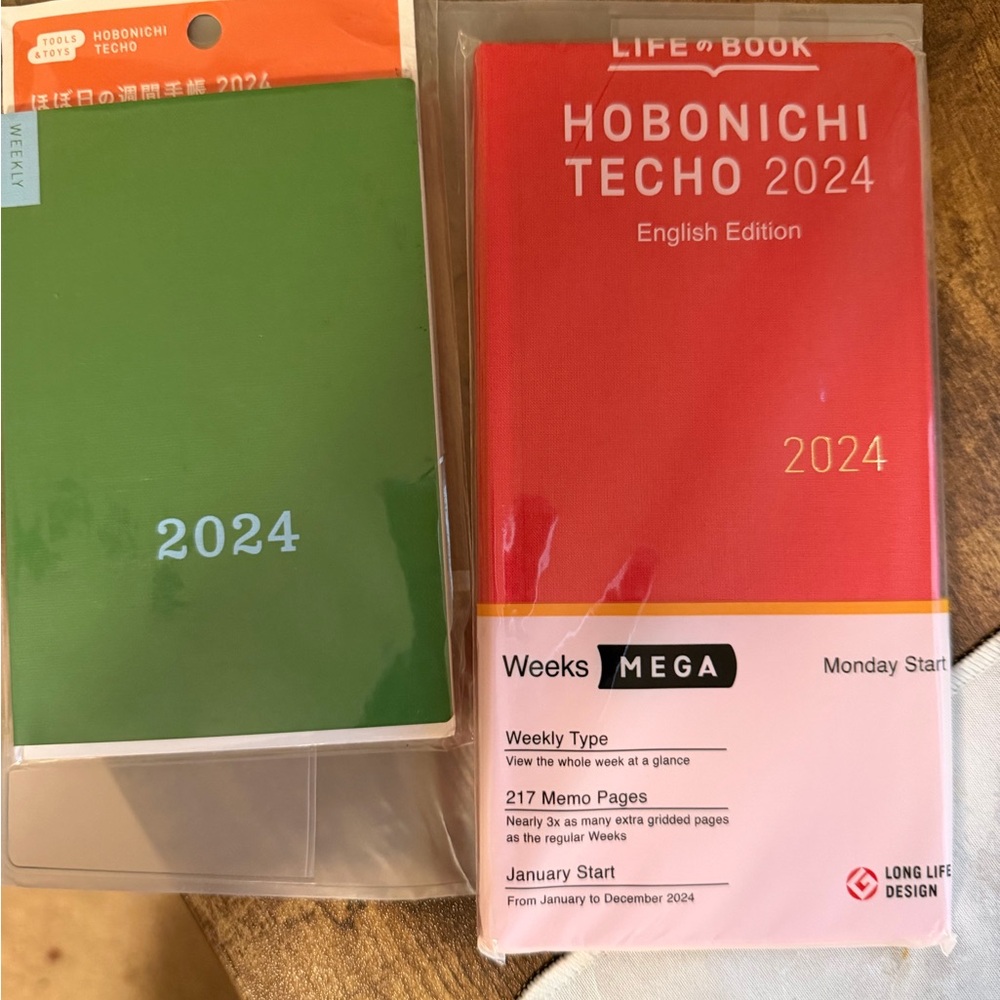 TOOLS
& TOYS
HOBONICHI
TECHO
ほぼ日の週間手帳 2024
WEEKLY
2024
LIFEのBOOK
HOBONICHI
TECHO 2024
English Edition
2024
Weeks MEGA
Monday Start
Weekly Type
View the whole week at a glance
217 Memo Pages
Nearly 3x as many extra gridded pages
as the regular Weeks
January Start
From January to December 2024
LONG LIFE
DESIGN